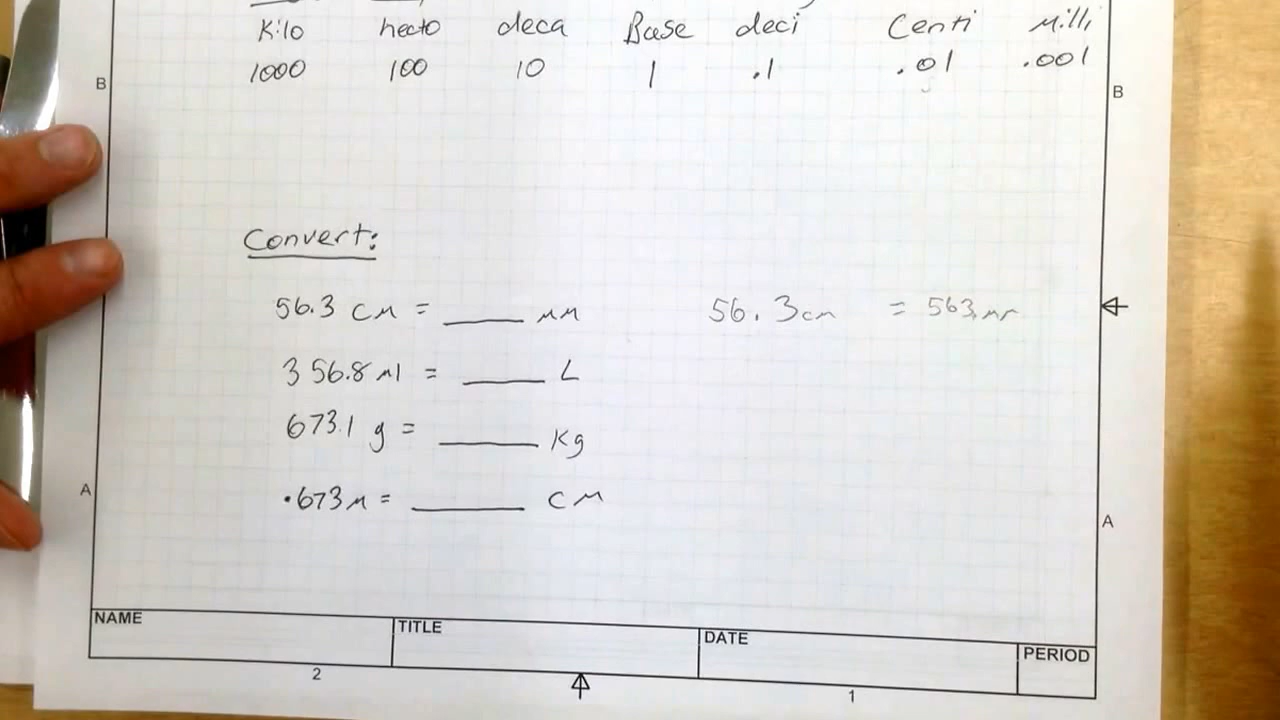 Kilo hecto deca Base deci Centi Milli
1000 100 10 1 .1 .01 .001
B B
Convert:
56.3 cm = ____ mm 56.3cm = 563mm
356.8 ml = ____ L
673.1 g = ____ Kg
.673m = ____ cm
A A
NAME TITLE DATE PERIOD
2 1